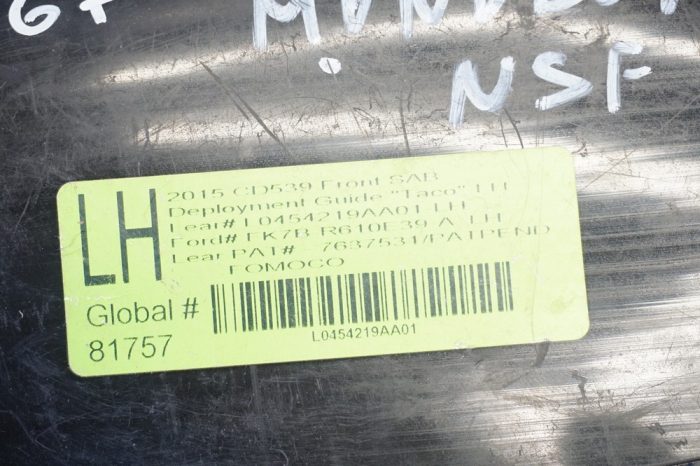 67
NSF
LH
2015 CD539 Front SAB
Deployment Guide "Taco" LH
Lear# L0454219AA01 LH
Ford# FK7B R610E39 A LH
Lear PAT# 7637531/PATPEND
FOMOCO
Global #
81757
L0454219AA01